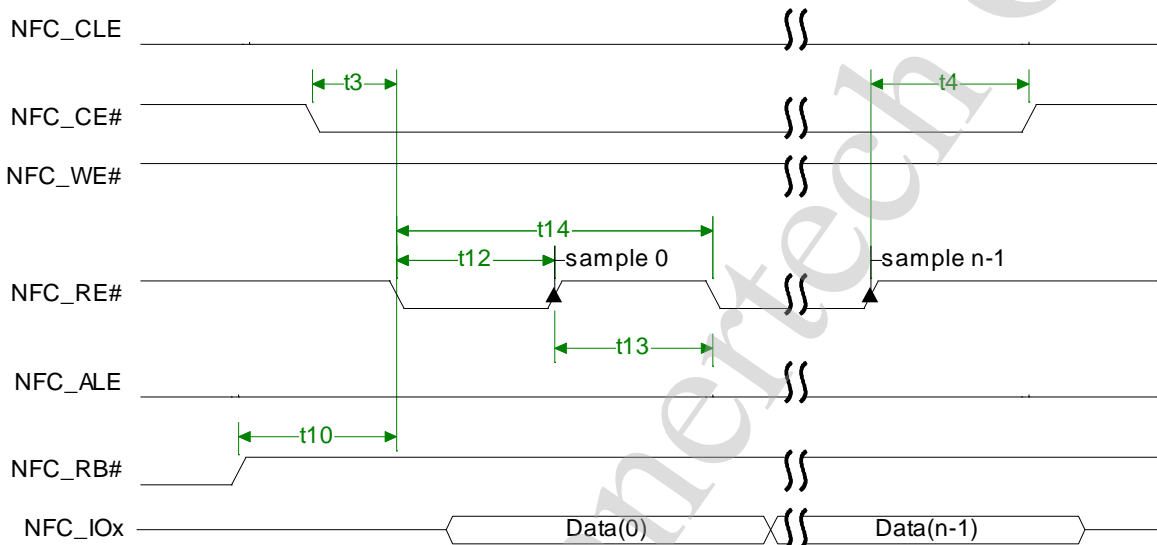 NFC_CLE
t3
t4
NFC_CE#
NFC_WE#
t14
t12
sample 0
sample n-1
NFC_RE#
t13
NFC_ALE
t10
NFC_RB#
NFC_IOx
Data(0)
Data(n-1)